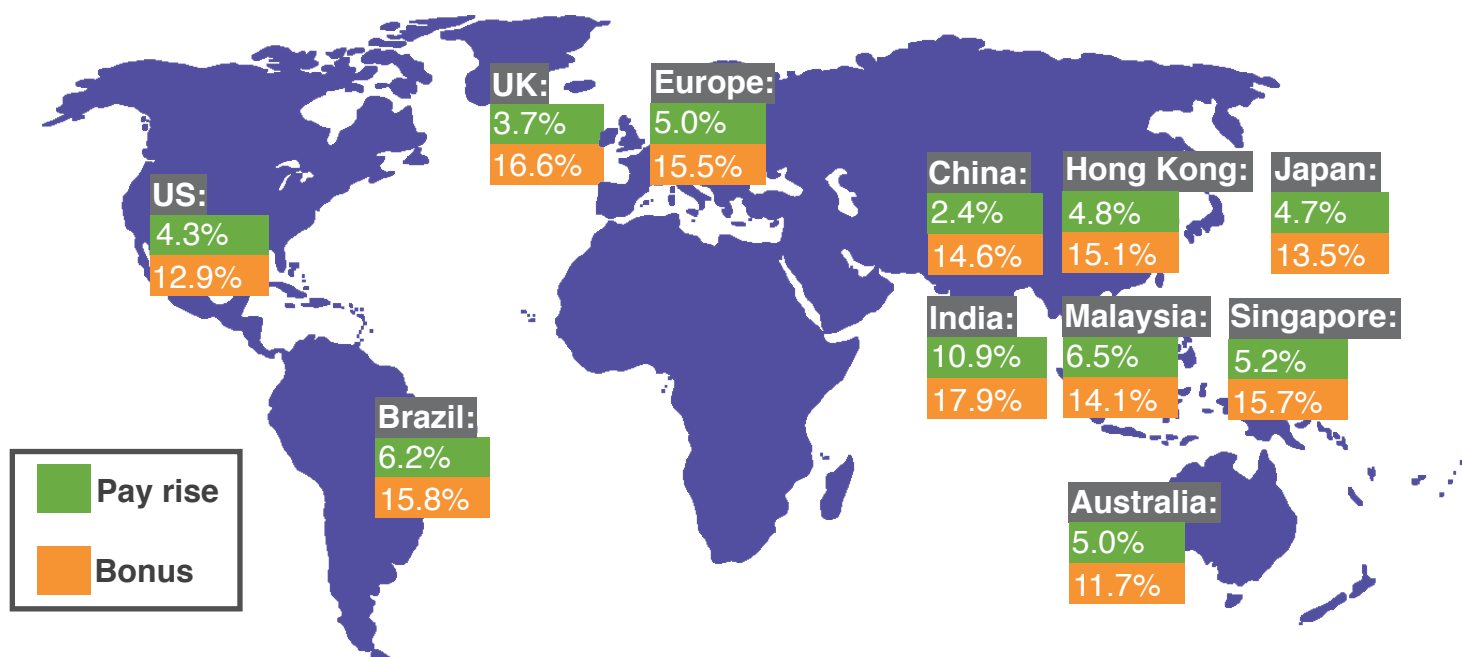 UK:
3.7%
16.6%
Europe:
5.0%
15.5%
US:
4.3%
12.9%
China:
2.4%
14.6%
Hong Kong:
4.8%
15.1%
Japan:
4.7%
13.5%
India:
10.9%
17.9%
Malaysia:
6.5%
14.1%
Singapore:
5.2%
15.7%
Brazil:
6.2%
15.8%
Pay rise
Bonus
Australia:
5.0%
11.7%